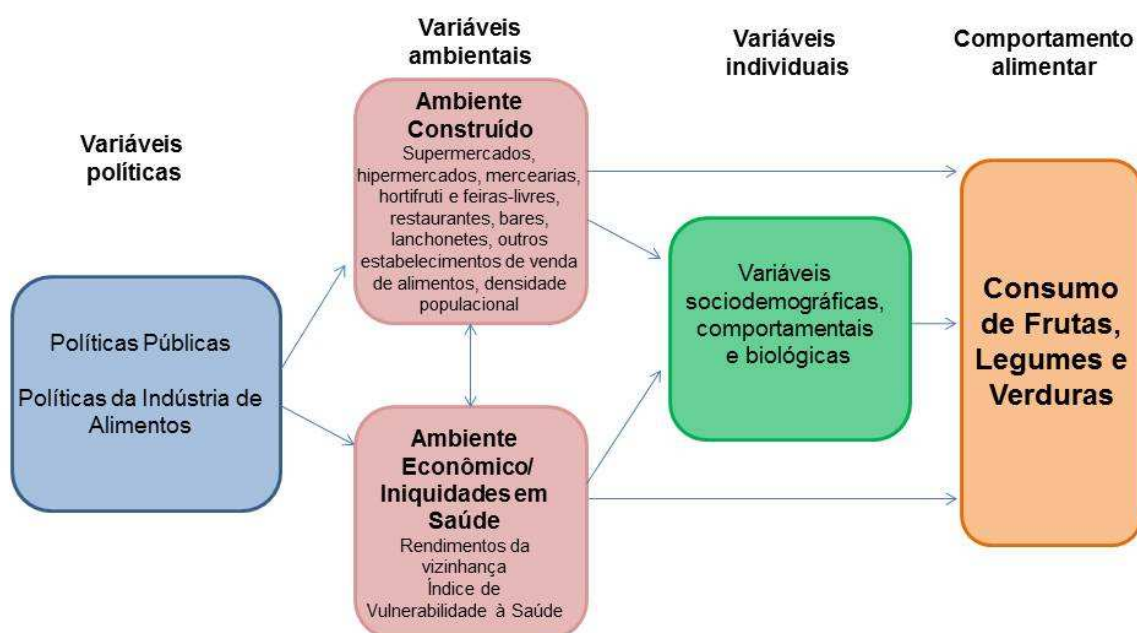 Variáveis
políticas
Variáveis
ambientais
Variáveis
individuais
Comportamento
alimentar
Políticas Públicas
Políticas da Indústria de
Alimentos
Ambiente
Construído
Supermercados,
hipermercados, mercearias,
hortifruti e feiras-livres,
restaurantes, bares,
lanchonetes, outros
estabelecimentos de venda
de alimentos, densidade
populacional
Ambiente
Econômico/
Iniquidades em
Saúde
Rendimentos da
vizinhança
Índice de
Vulnerabilidade à Saúde
Variáveis
sociodemográficas,
comportamentais
e biológicas
Consumo
de Frutas,
Legumes e
Verduras